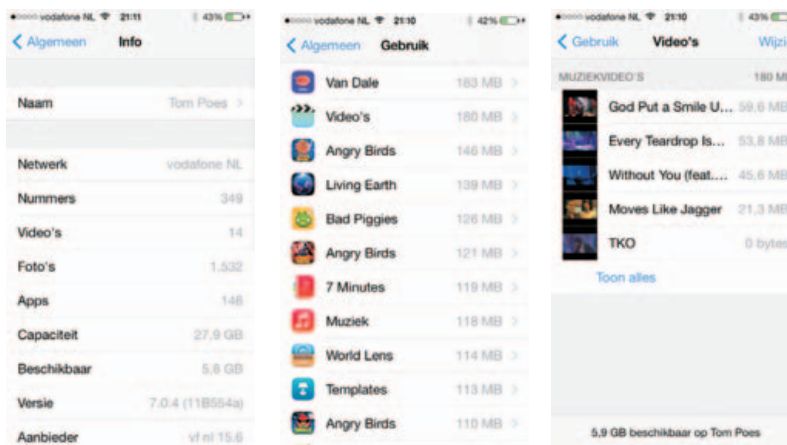 vodafone NL 21:11 43%
Algemeen Info
Naam Tom Poes
Netwerk vodafone NL
Nummers 349
Video's 14
Foto's 1.532
Apps 146
Capaciteit 27,9 GB
Beschikbaar 5,8 GB
Versie 7.0.4 (11B554a)
Aanbieder vf nl 15.6
vodafone NL 21:10 42%
Algemeen Gebruik
Van Dale 183 MB
Video's 180 MB
Angry Birds 146 MB
Living Earth 139 MB
Bad Piggies 126 MB
Angry Birds 121 MB
7 Minutes 119 MB
Muziek 118 MB
World Lens 114 MB
Templates 113 MB
Angry Birds 110 MB
vodafone NL 21:10 43%
Gebruik Video's Wijzi
MUZIEKVIDEO'S 180 MB
God Put a Smile U... 59,6 MB
Every Teardrop Is... 53,8 MB
Without You (feat.... 45,6 MB
Moves Like Jagger 21,3 MB
TKO 0 bytes
Toon alles
5,9 GB beschikbaar op Tom Poes